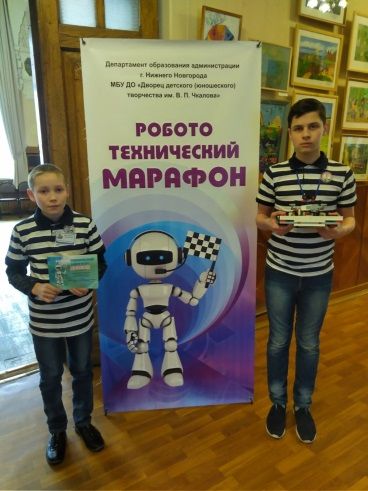 Департамент образования администрации
г. Нижнего Новгорода
МБУ ДО «Дворец детского (юношеского)
творчества им. В. П. Чкалова»
РОБОТО
ТЕХНИЧЕСКИЙ
МАРАФОН